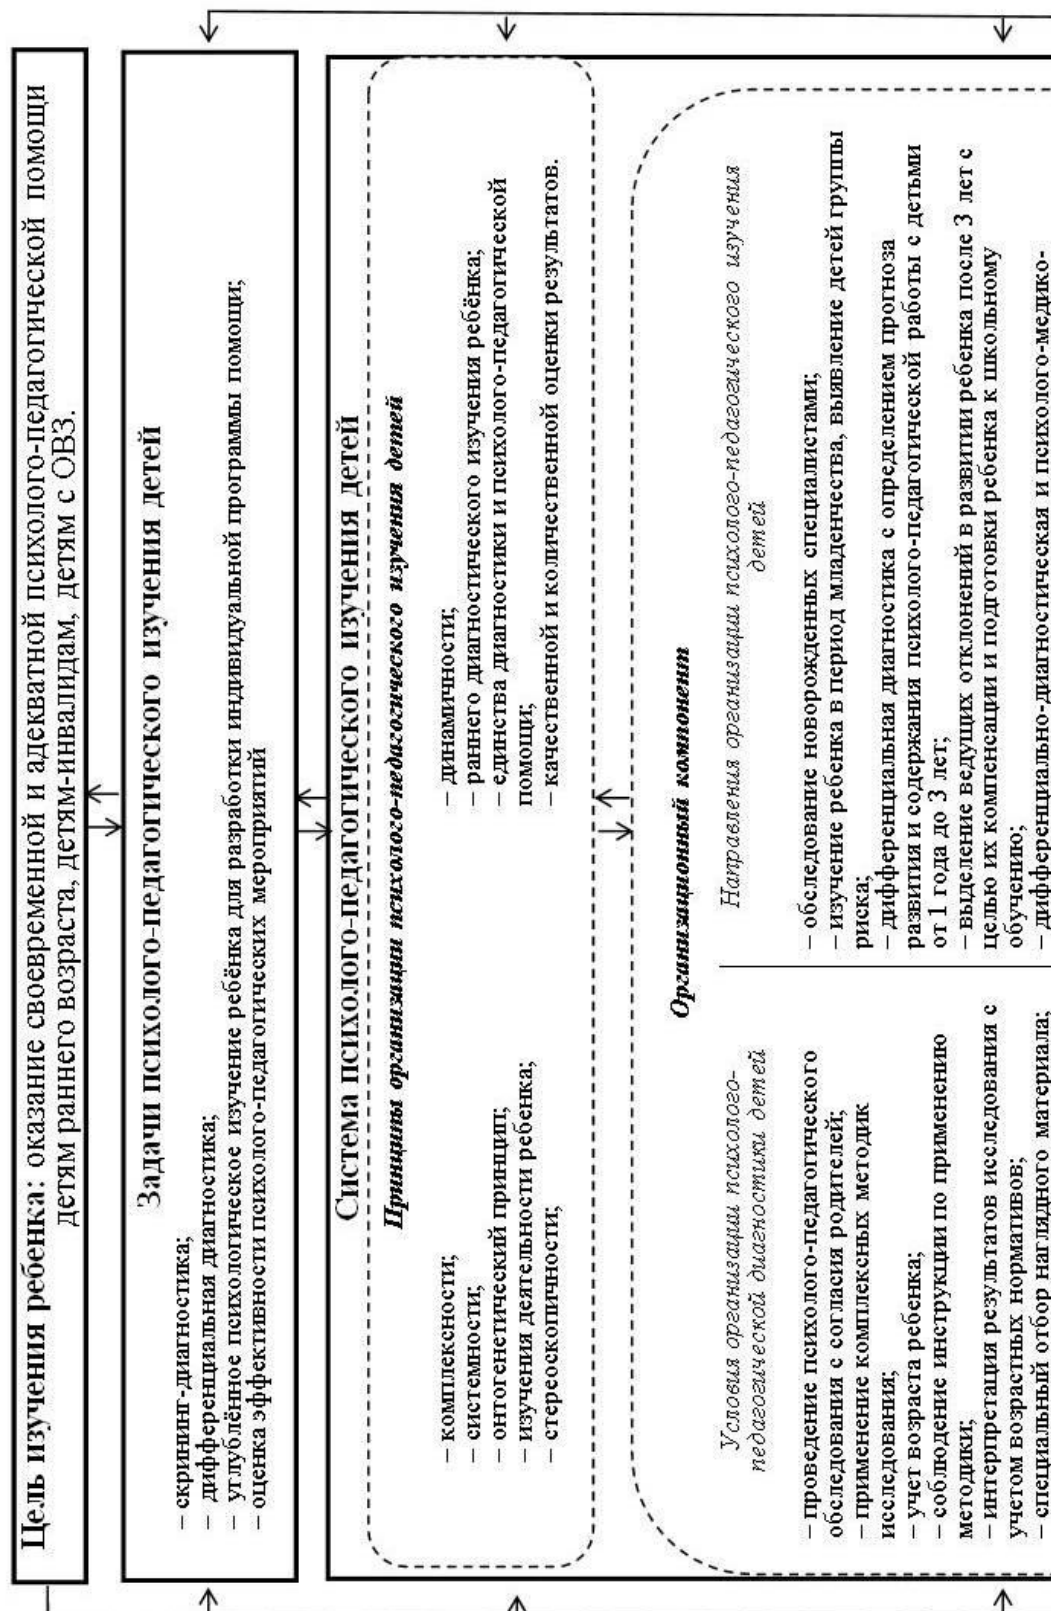 Цель изучения ребенка: оказание своевременной и адекватной психолого-педагогической помощи
детям раннего возраста, детям-инвалидам, детям с ОВЗ.
Задачи психолого-педагогического изучения детей
– скрининг-диагностика;
– дифференциальная диагностика;
– углублённое психологическое изучение ребёнка для разработки индивидуальной программы помощи;
– оценка эффективности психолого-педагогических мероприятий
Система психолого-педагогического изучения детей
Принципы организации психолого-педагогического изучения детей
– комплексности;
– системности;
– онтогенетический принцип;
– изучения деятельности ребенка;
– стереоскопичности;
– динамичности;
– раннего диагностического изучения ребёнка;
– единства диагностики и психолого-педагогической
помощи;
– качественной и количественной оценки результатов.
Организационный компонент
Условия организации психолого-
педагогической диагностики детей
– проведение психолого-педагогического
обследования с согласия родителей;
– применение комплексных методик
исследования;
– учет возраста ребенка;
– соблюдение инструкции по применению
методики;
– интерпретация результатов исследования с
учетом возрастных нормативов;
– специальный отбор наглядного материала;
Направления организации психолого-педагогического изучения
детей
– обследование новорожденных специалистами;
– изучение ребенка в период младенчества, выявление детей группы
риска;
– дифференциальная диагностика с определением прогноза
развития и содержания психолого-педагогической работы с детьми
от 1 года до 3 лет;
– выделение ведущих отклонений в развитии ребенка после 3 лет с
целью их компенсации и подготовки ребенка к школьному
обучению;
– дифференциально-диагностическая и психолого-медико-